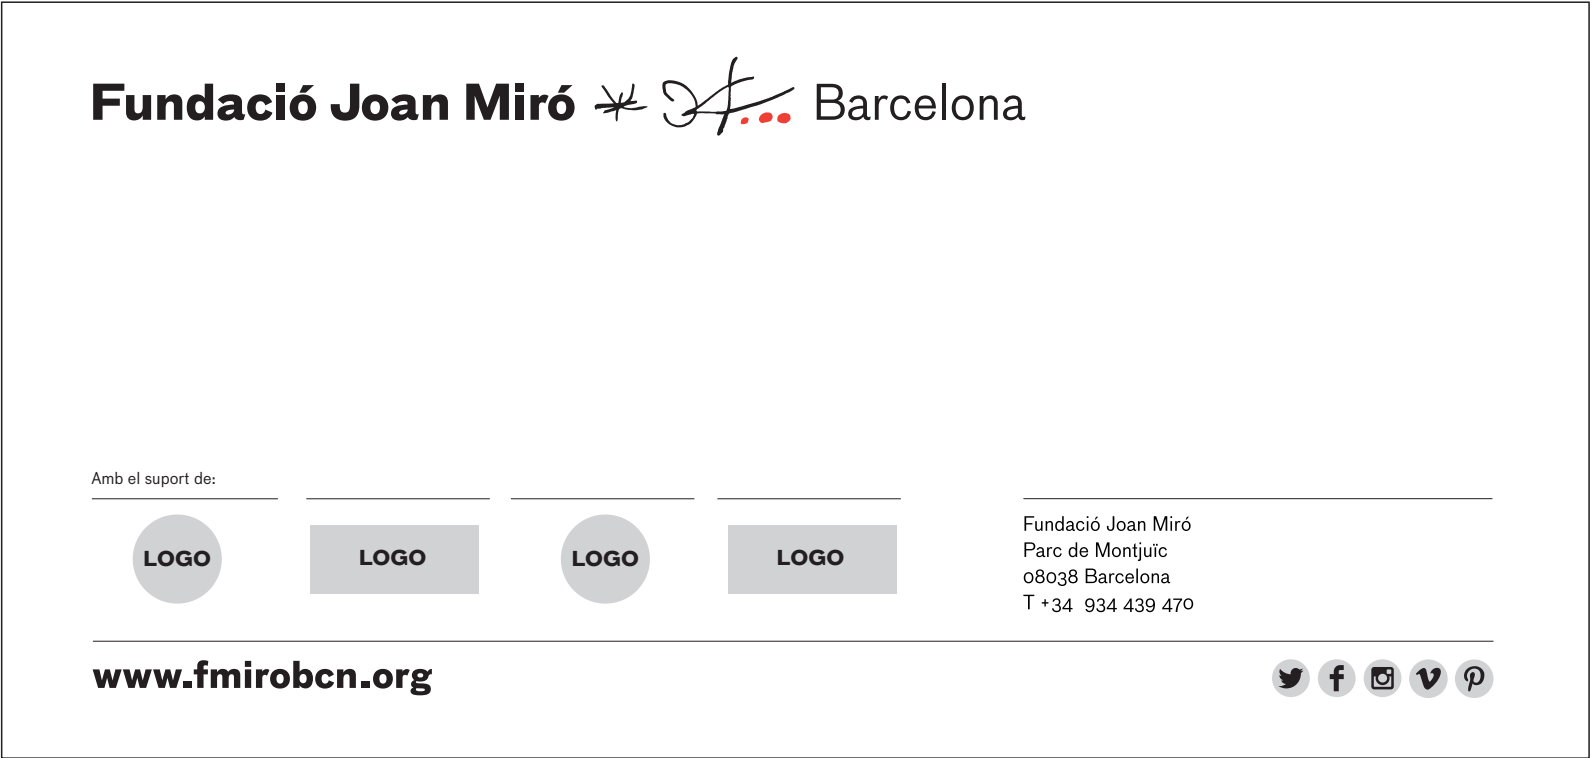 Fundació Joan Miró Barcelona
Amb el suport de:
LOGO LOGO LOGO LOGO
Fundació Joan Miró
Parc de Montjuïc
08038 Barcelona
T +34 934 439 470
www.fmirobcn.org